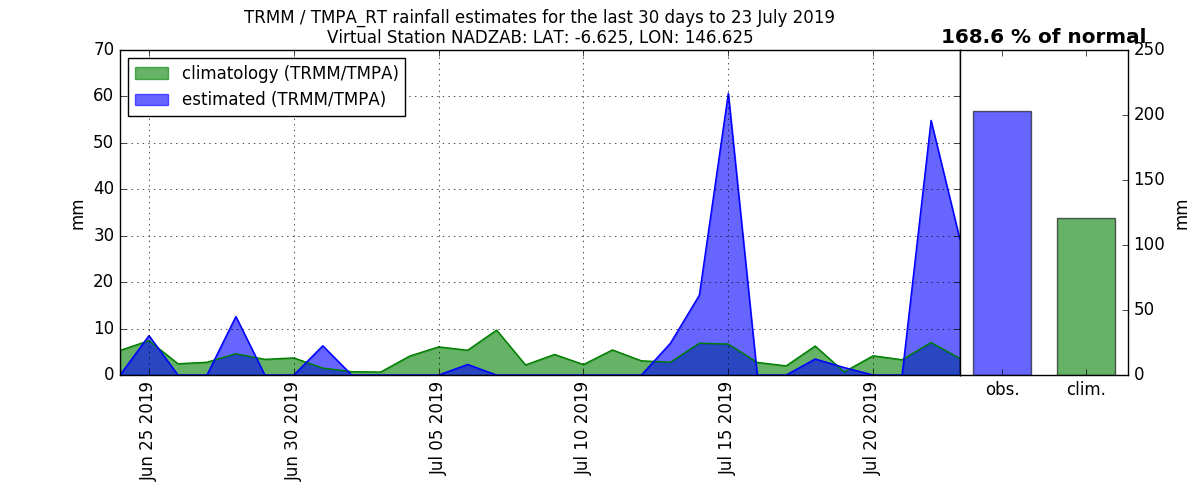 TRMM / TMPA_RT rainfall estimates for the last 30 days to 23 July 2019
Virtual Station NADZAB: LAT: -6.625, LON: 146.625
168.6 % of normal
climatology (TRMM/TMPA)
estimated (TRMM/TMPA)
70
60
50
40
30
20
10
0
mm
Jun 25 2019
Jun 30 2019
Jul 05 2019
Jul 10 2019
Jul 15 2019
Jul 20 2019
obs.
clim.
250
200
150
100
50
0
mm